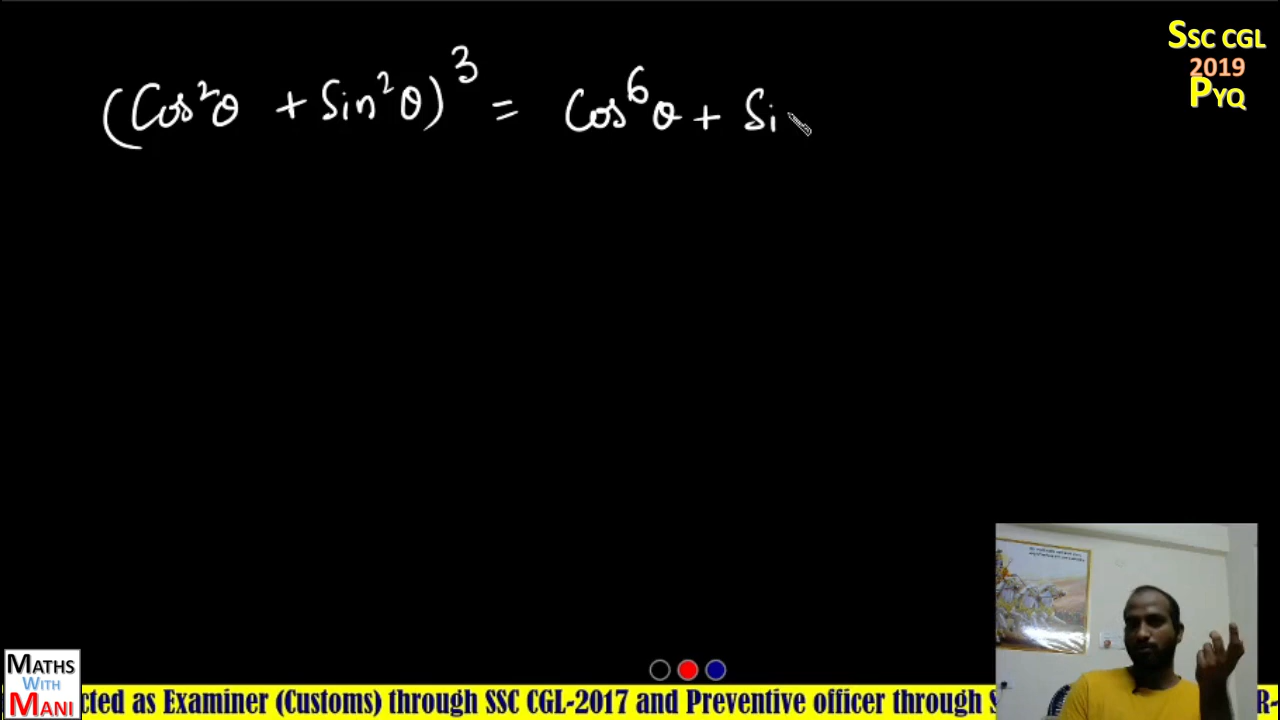 SSC CGL
2019
PYQ
(Cos²θ + Sin²θ)³ = Cos⁶θ + Si
MATHS
WITH
MANI
cted as Examiner (Customs) through SSC CGL-2017 and Preventive officer through S